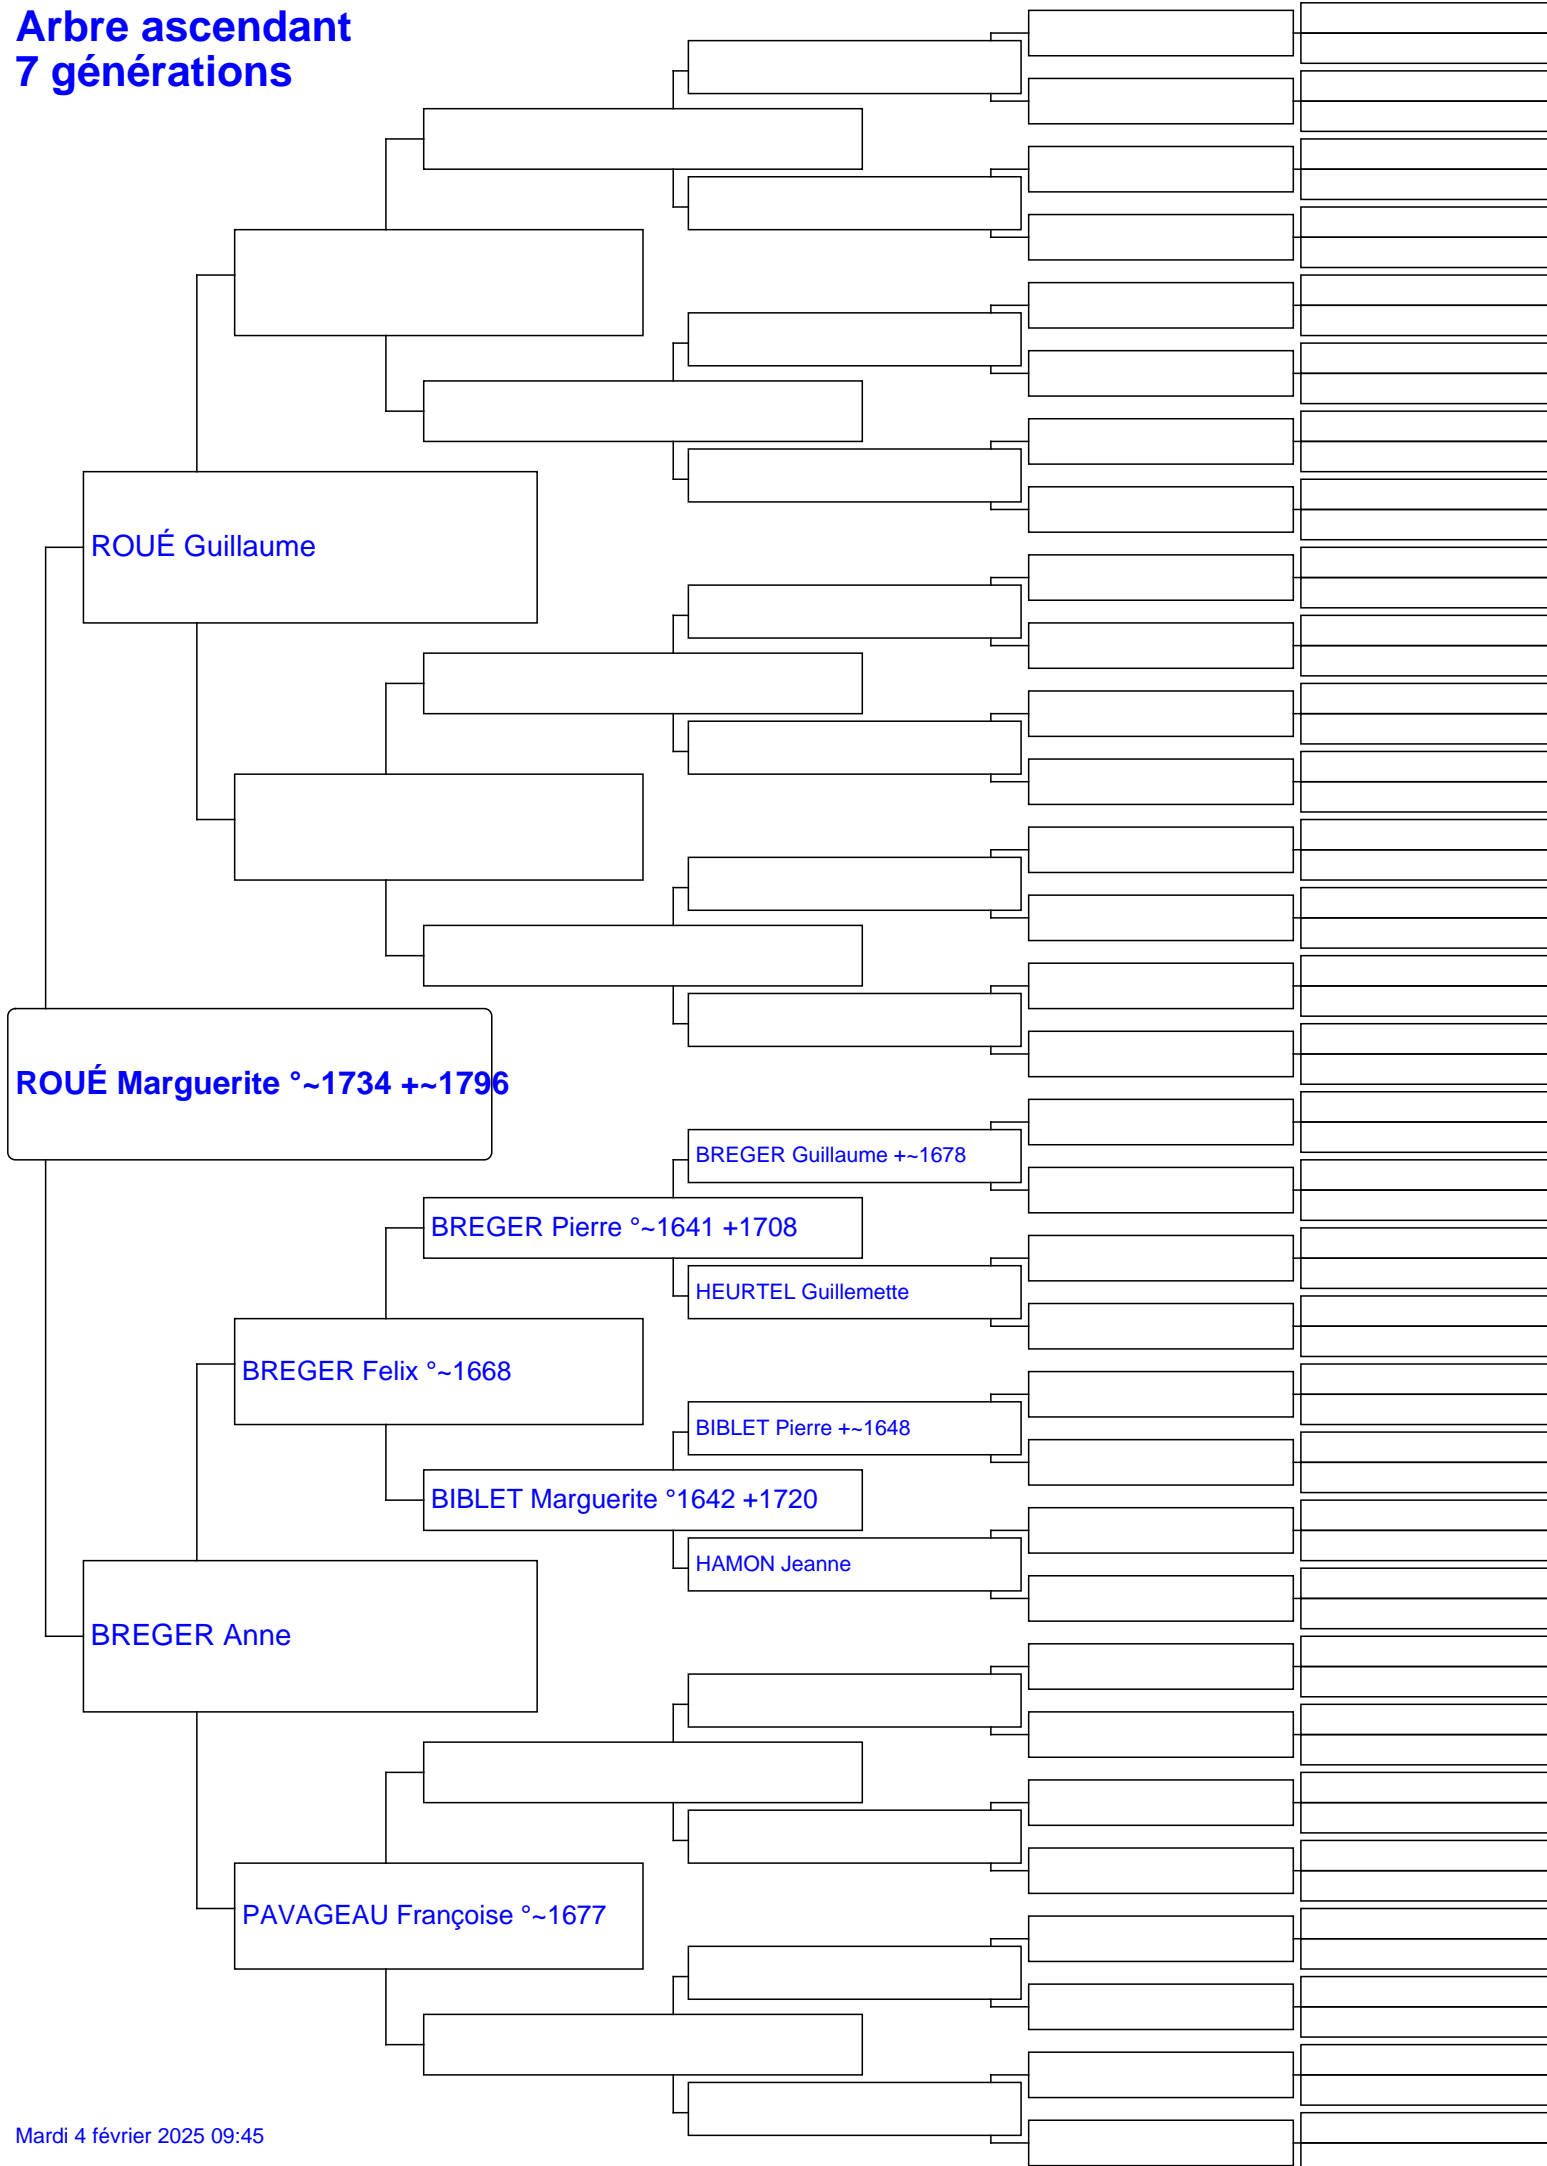 Arbre ascendant
7 générations
ROUÉ Guillaume
ROUÉ Marguerite °~1734 +~1796
BREGER Guillaume +~1678
BREGER Pierre °~1641 +1708
HEURTEL Guillemette
BREGER Felix °~1668
BIBLET Pierre +~1648
BIBLET Marguerite °1642 +1720
HAMON Jeanne
BREGER Anne
PAVAGEAU Françoise °~1677
Mardi 4 février 2025 09:45